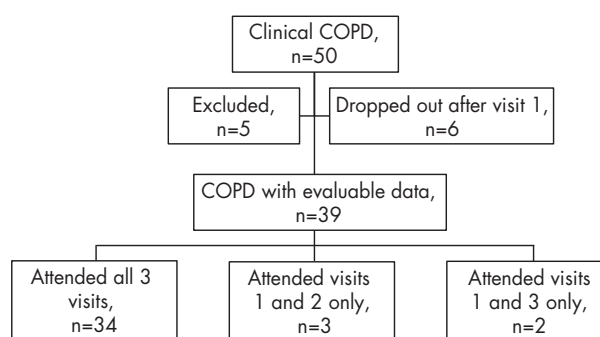 Clinical COPD,
n=50
Excluded,
n=5
Dropped out after visit 1,
n=6
COPD with evaluable data,
n=39
Attended all 3
visits,
n=34
Attended visits
1 and 2 only,
n=3
Attended visits
1 and 3 only,
n=2